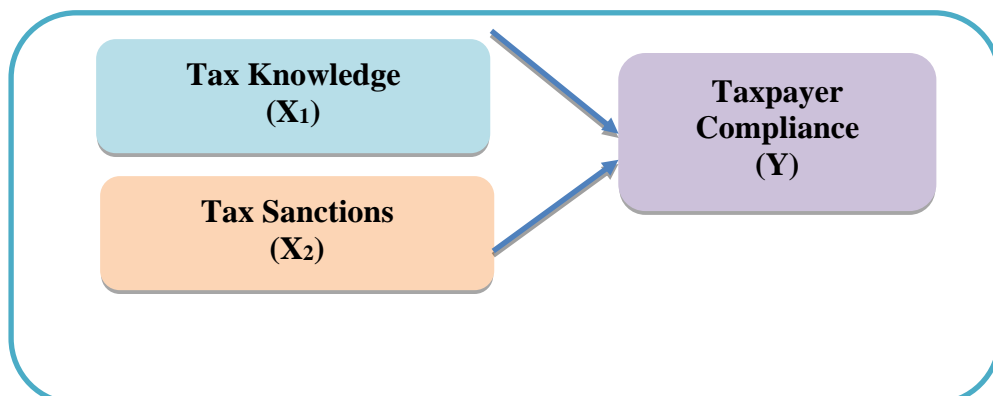 Tax Knowledge
(X₁)
Taxpayer
Compliance
(Y)
Tax Sanctions
(X₂)